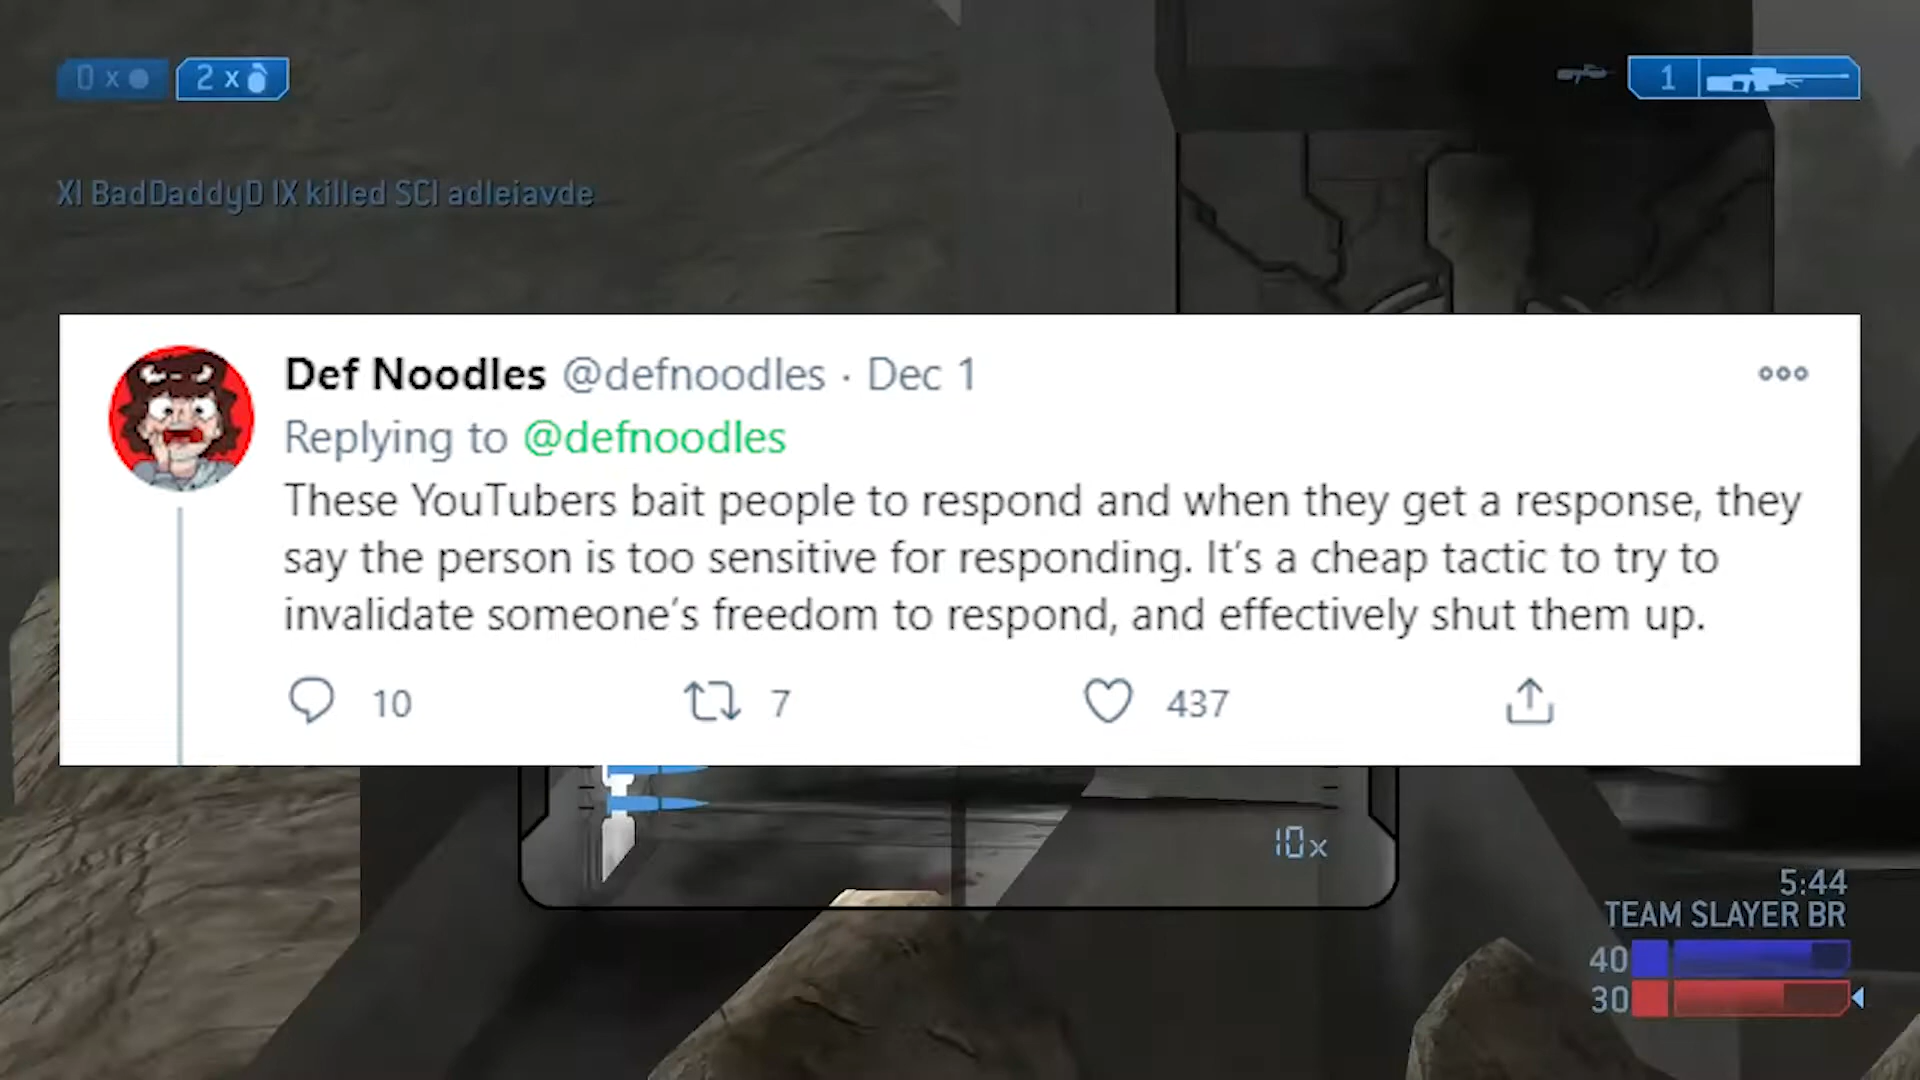 0 x
2 x
1
XI BadDaddyD IX killed SCI adleiavde
Def Noodles @defnoodles · Dec 1
Replying to @defnoodles
These YouTubers bait people to respond and when they get a response, they
say the person is too sensitive for responding. It’s a cheap tactic to try to
invalidate someone’s freedom to respond, and effectively shut them up.
10
7
437
10x
5:44
TEAM SLAYER BR
40
30